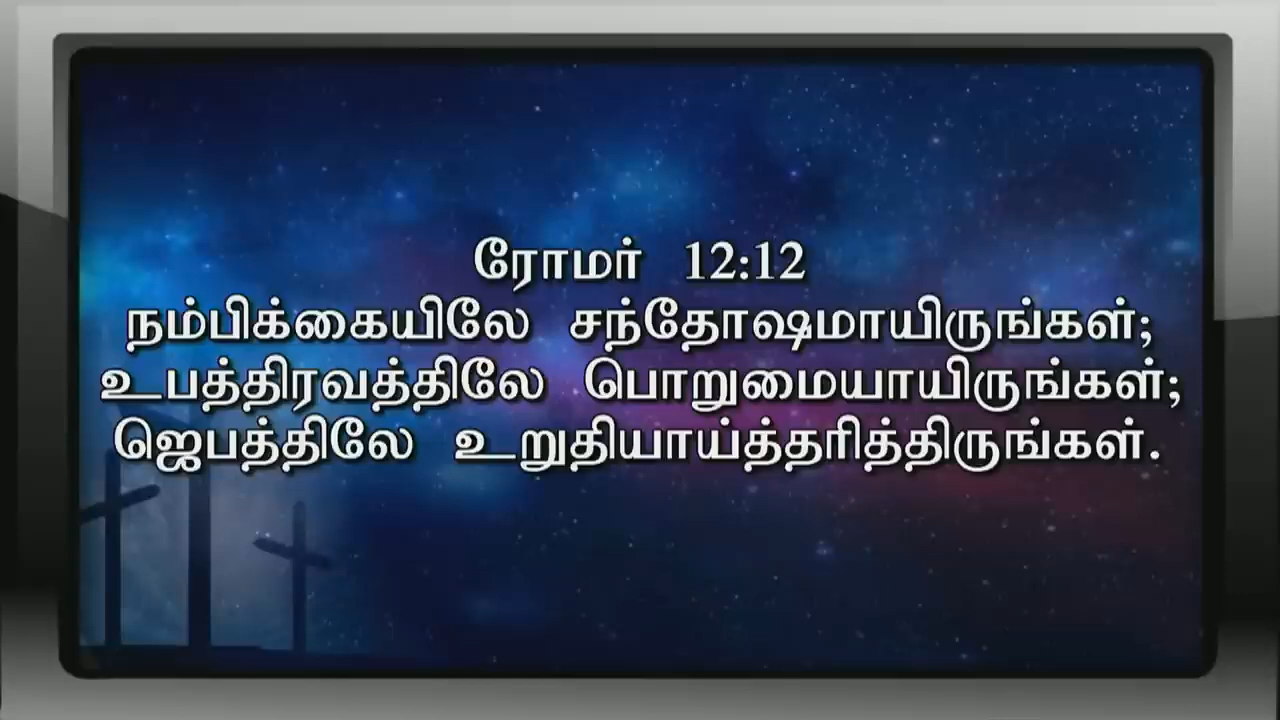 ரோமர் 12:12
நம்பிக்கையிலே சந்தோஷமாயிருங்கள்;
உபத்திரவத்திலே பொறுமையாயிருங்கள்;
ஜெபத்திலே உறுதியாய்த்தரித்திருங்கள்.